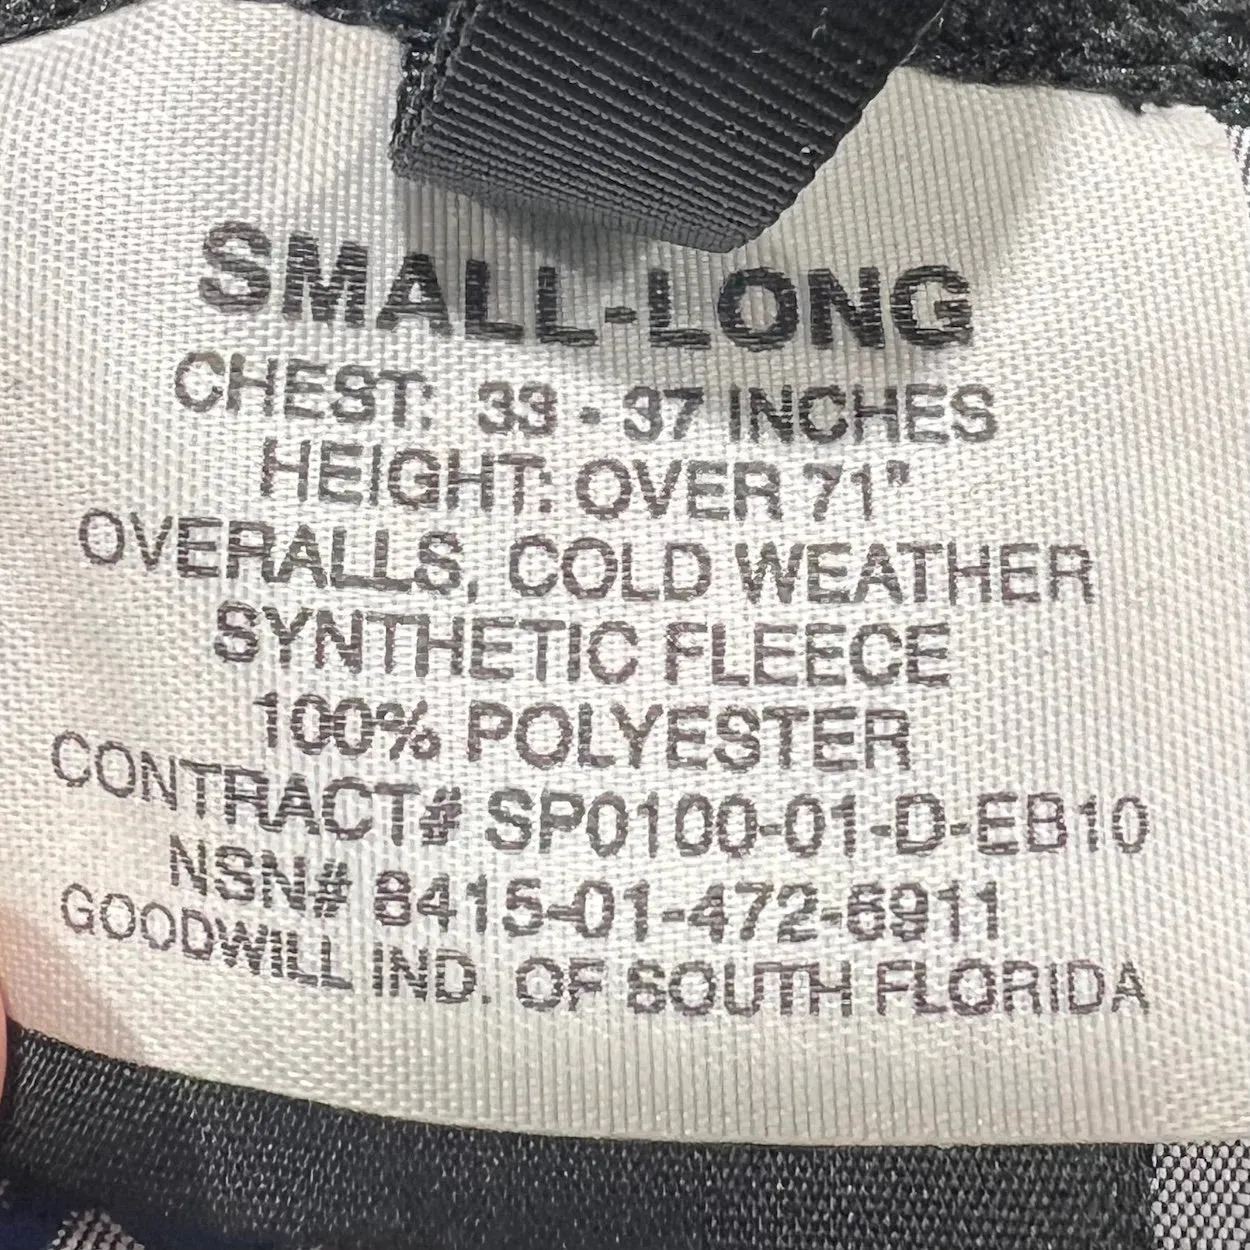 SMALL-LONG
CHEST: 33 - 37 INCHES
HEIGHT: OVER 71"
OVERALLS, COLD WEATHER
SYNTHETIC FLEECE
100% POLYESTER
CONTRACT# SP0100-01-D-EB10
NSN# 8415-01-472-6911
GOODWILL IND. OF SOUTH FLORIDA